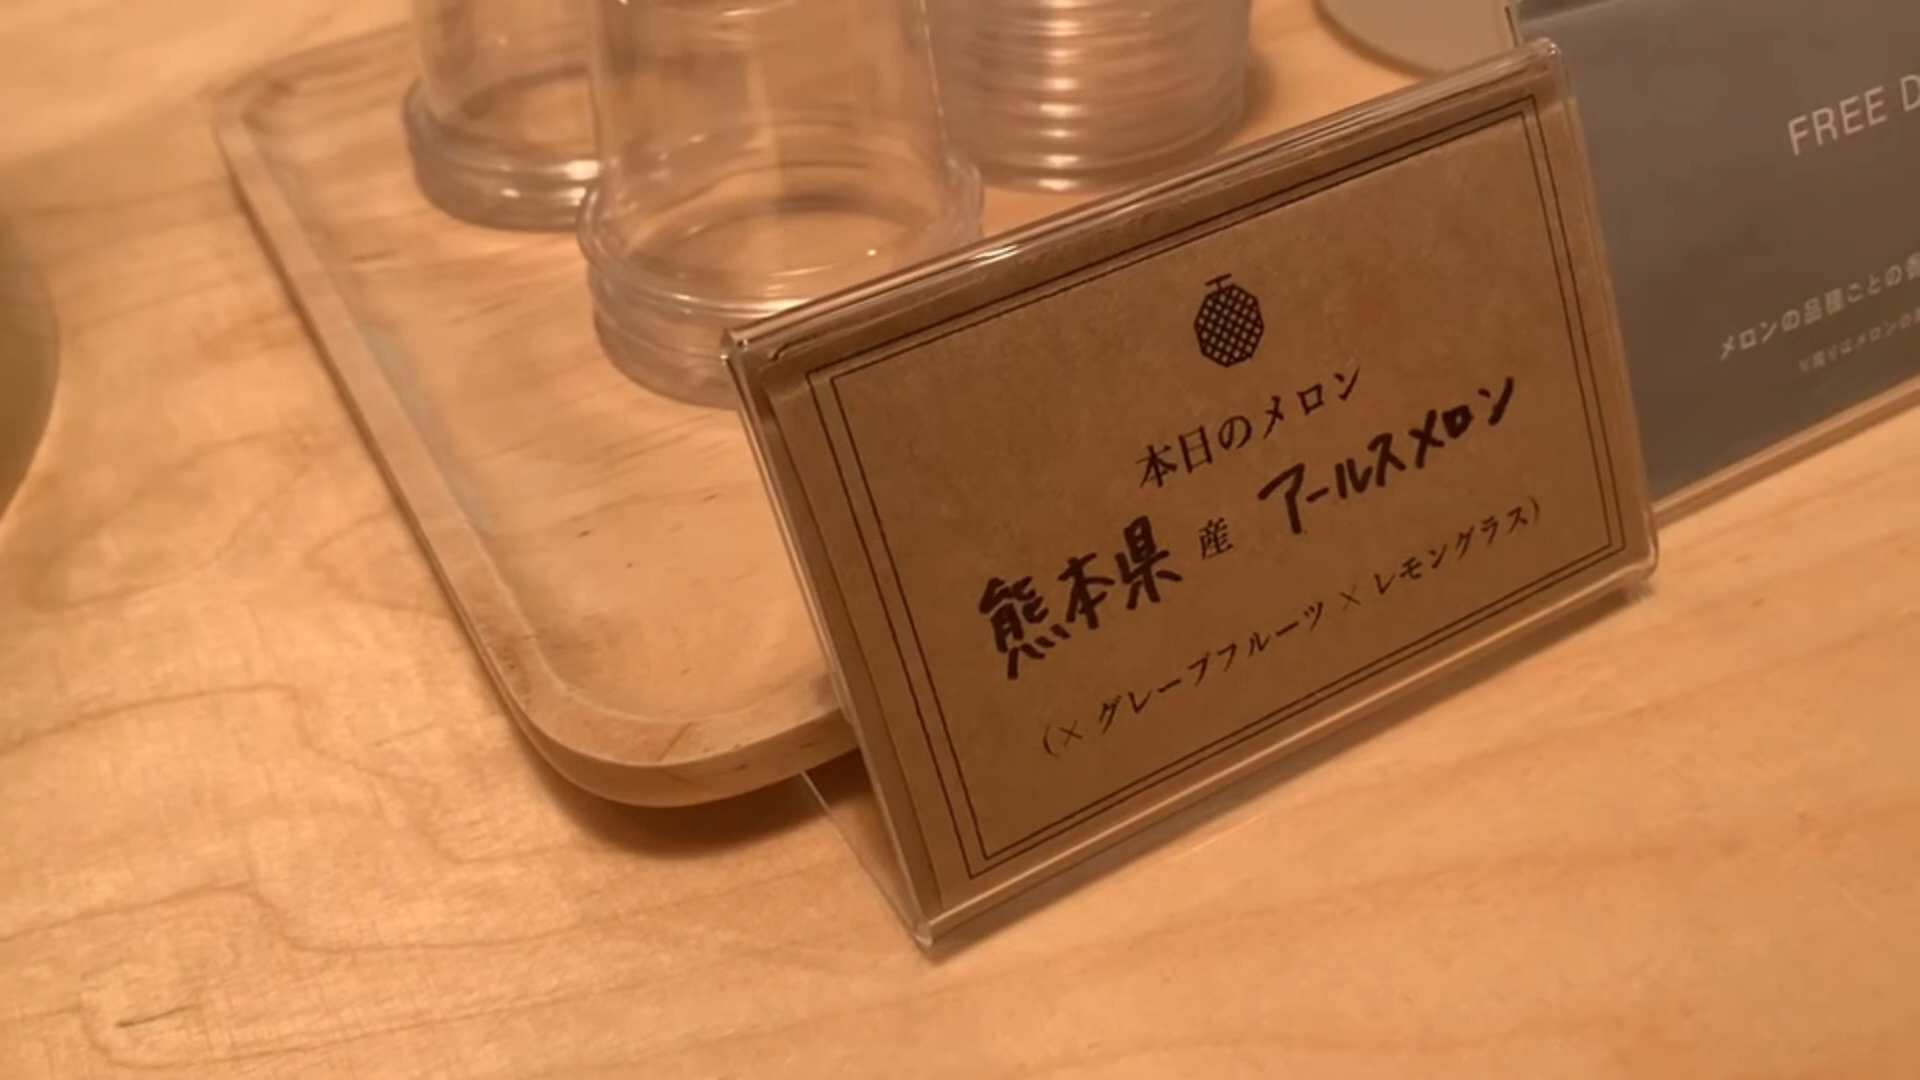 本日のメロン
熊本県 産 アールスメロン
(× グレープフルーツ × レモングラス)
FREE
メロンの品種ごとの